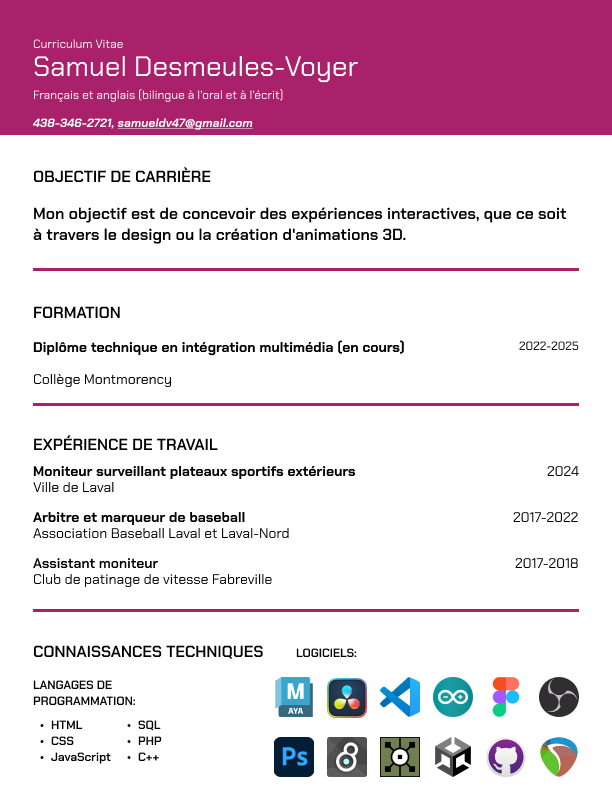 Curriculum Vitae
Samuel Desmeules-Voyer
Français et anglais (bilingue à l'oral et à l'écrit)
438-346-2721, samueldv47@gmail.com
OBJECTIF DE CARRIÈRE
Mon objectif est de concevoir des expériences interactives, que ce soit
à travers le design ou la création d'animations 3D.
FORMATION
Diplôme technique en intégration multimédia (en cours) 2022-2025
Collège Montmorency
EXPÉRIENCE DE TRAVAIL
Moniteur surveillant plateaux sportifs extérieurs 2024
Ville de Laval
Arbitre et marqueur de baseball 2017-2022
Association Baseball Laval et Laval-Nord
Assistant moniteur 2017-2018
Club de patinage de vitesse Fabreville
CONNAISSANCES TECHNIQUES
LANGAGES DE
PROGRAMMATION:
• HTML
• CSS
• JavaScript
• SQL
• PHP
• C++
LOGICIELS:
M
AYA
Ps